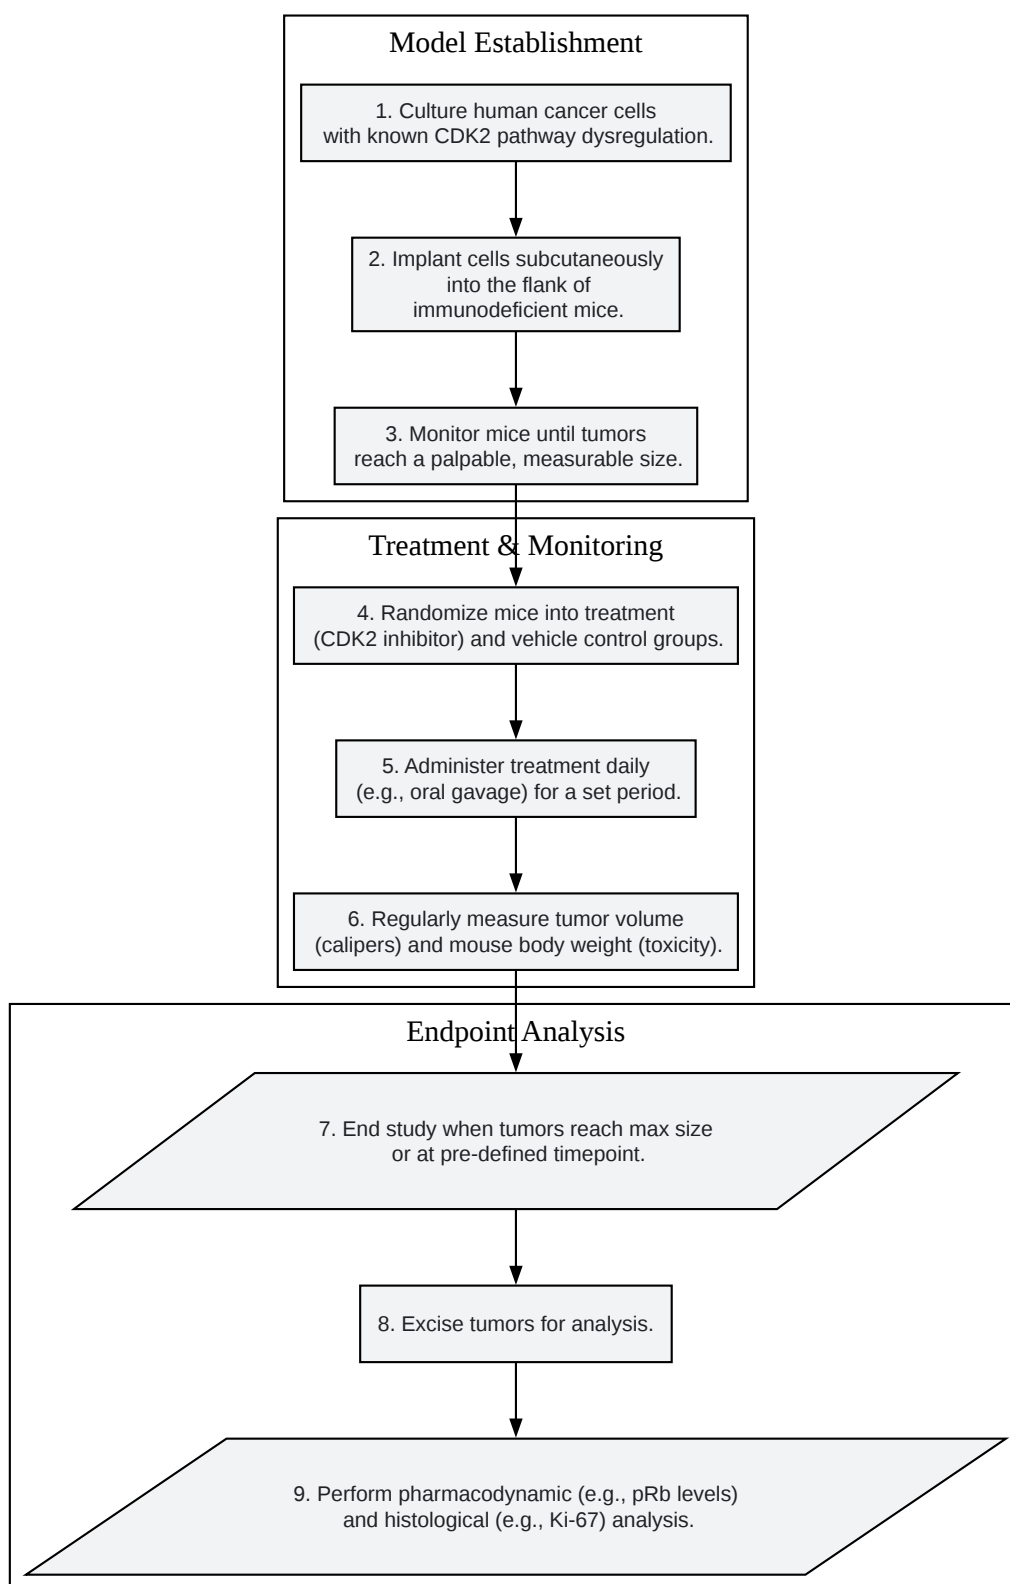 Model Establishment
1. Culture human cancer cells
with known CDK2 pathway dysregulation.
2. Implant cells subcutaneously
into the flank of
immunodeficient mice.
3. Monitor mice until tumors
reach a palpable, measurable size.
Treatment & Monitoring
4. Randomize mice into treatment
(CDK2 inhibitor) and vehicle control groups.
5. Administer treatment daily
(e.g., oral gavage) for a set period.
6. Regularly measure tumor volume
(calipers) and mouse body weight (toxicity).
Endpoint Analysis
7. End study when tumors reach max size
or at pre-defined timepoint.
8. Excise tumors for analysis.
9. Perform pharmacodynamic (e.g., pRb levels)
and histological (e.g., Ki-67) analysis.